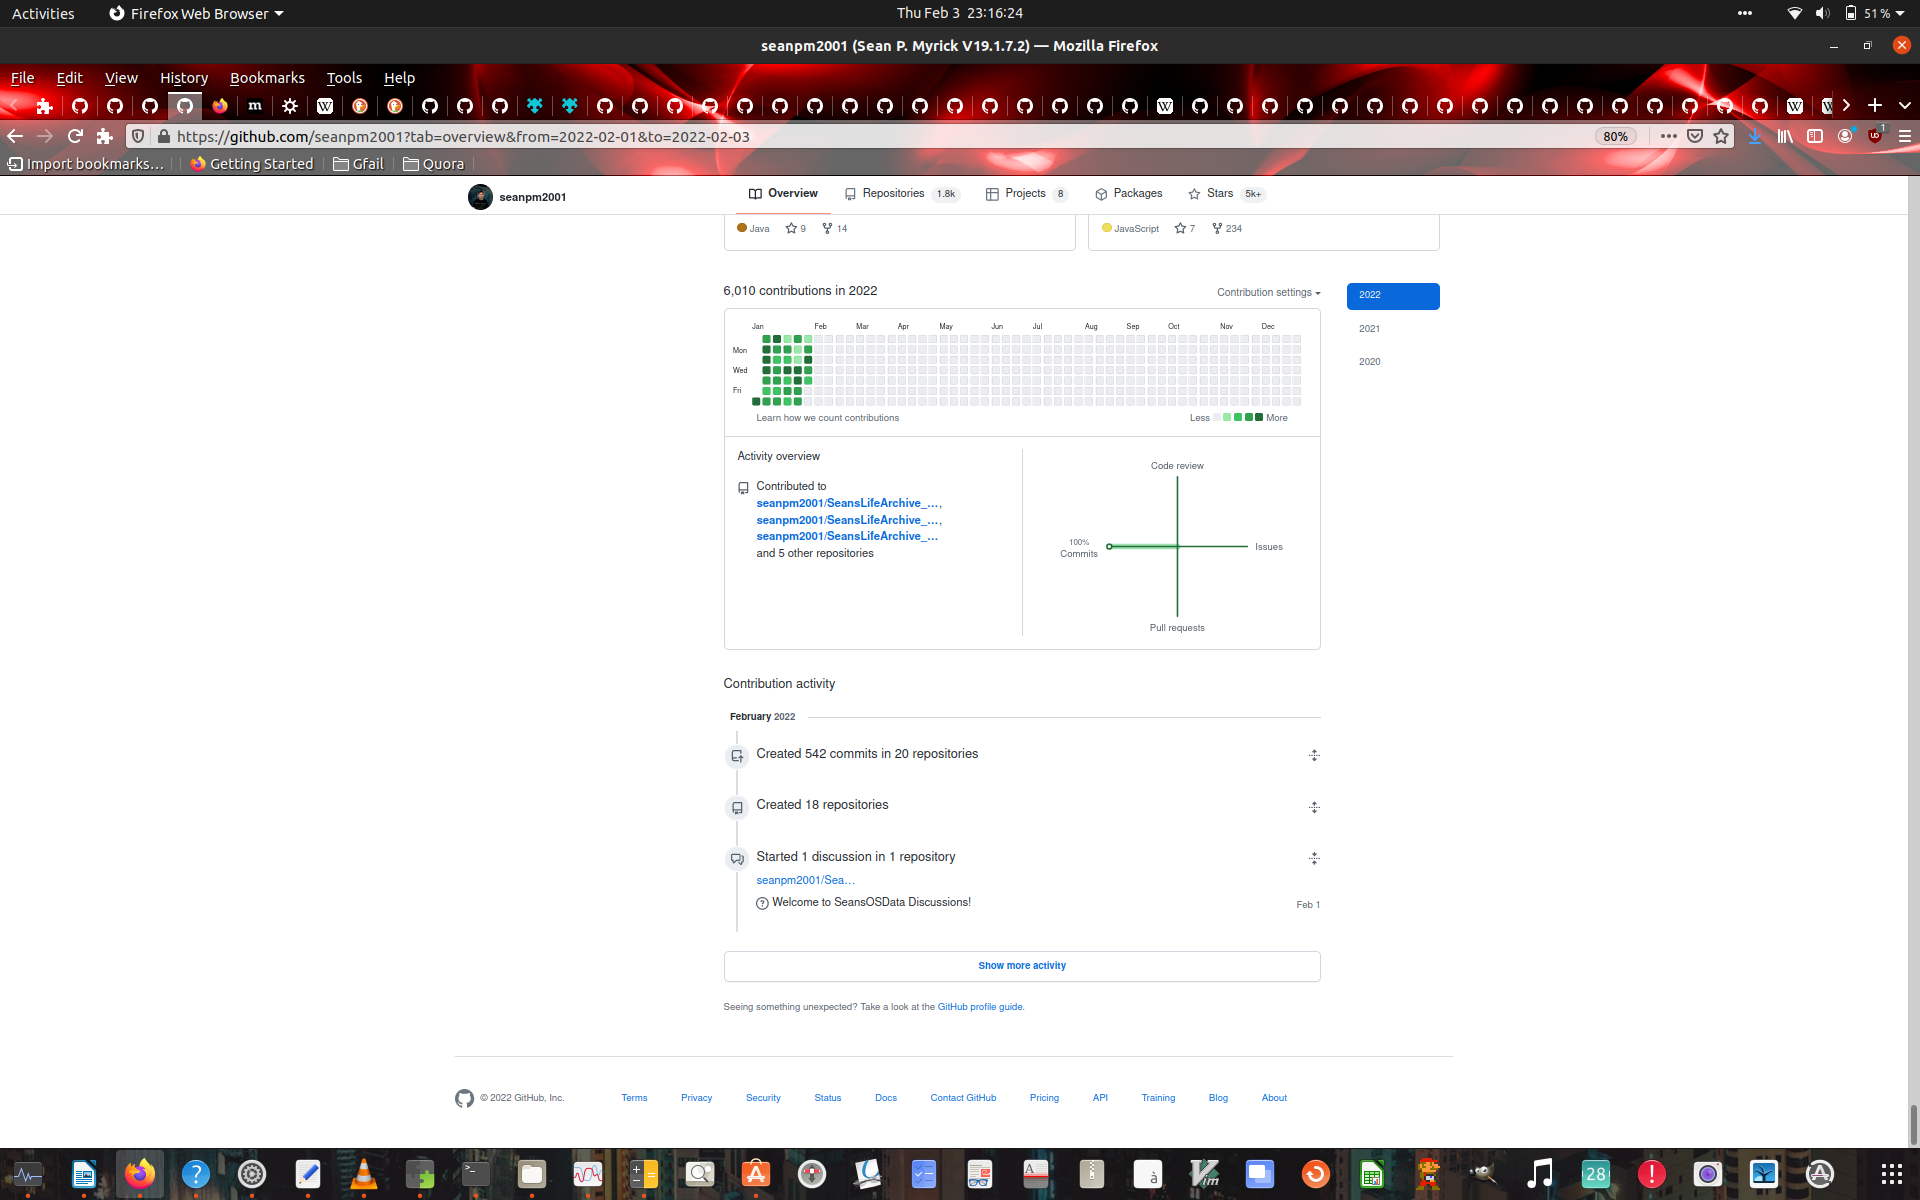 Activities
Firefox Web Browser
Thu Feb 3 23:16:24
51 %
seanpm2001 (Sean P. Myrick V19.1.7.2) — Mozilla Firefox
File Edit View History Bookmarks Tools Help
https://github.com/seanpm2001?tab=overview&from=2022-02-01&to=2022-02-03
80%
1
Import bookmarks...
Getting Started
Gfail
Quora
seanpm2001
Overview
Repositories 1.8k
Projects 8
Packages
Stars 5k+
Java 9 14
JavaScript 7 234
6,010 contributions in 2022
Contribution settings
2022
2021
2020
Jan Feb Mar Apr May Jun Jul Aug Sep Oct Nov Dec
Mon
Wed
Fri
Learn how we count contributions
Less More
Activity overview
Contributed to
seanpm2001/SeansLifeArchive_…,
seanpm2001/SeansLifeArchive_…,
seanpm2001/SeansLifeArchive_…
and 5 other repositories
Code review
100%
Commits
Issues
Pull requests
Contribution activity
February 2022
Created 542 commits in 20 repositories
Created 18 repositories
Started 1 discussion in 1 repository
seanpm2001/Sea…
Welcome to SeansOSData Discussions!
Feb 1
Show more activity
Seeing something unexpected? Take a look at the GitHub profile guide.
© 2022 GitHub, Inc.
Terms
Privacy
Security
Status
Docs
Contact GitHub
Pricing
API
Training
Blog
About
28